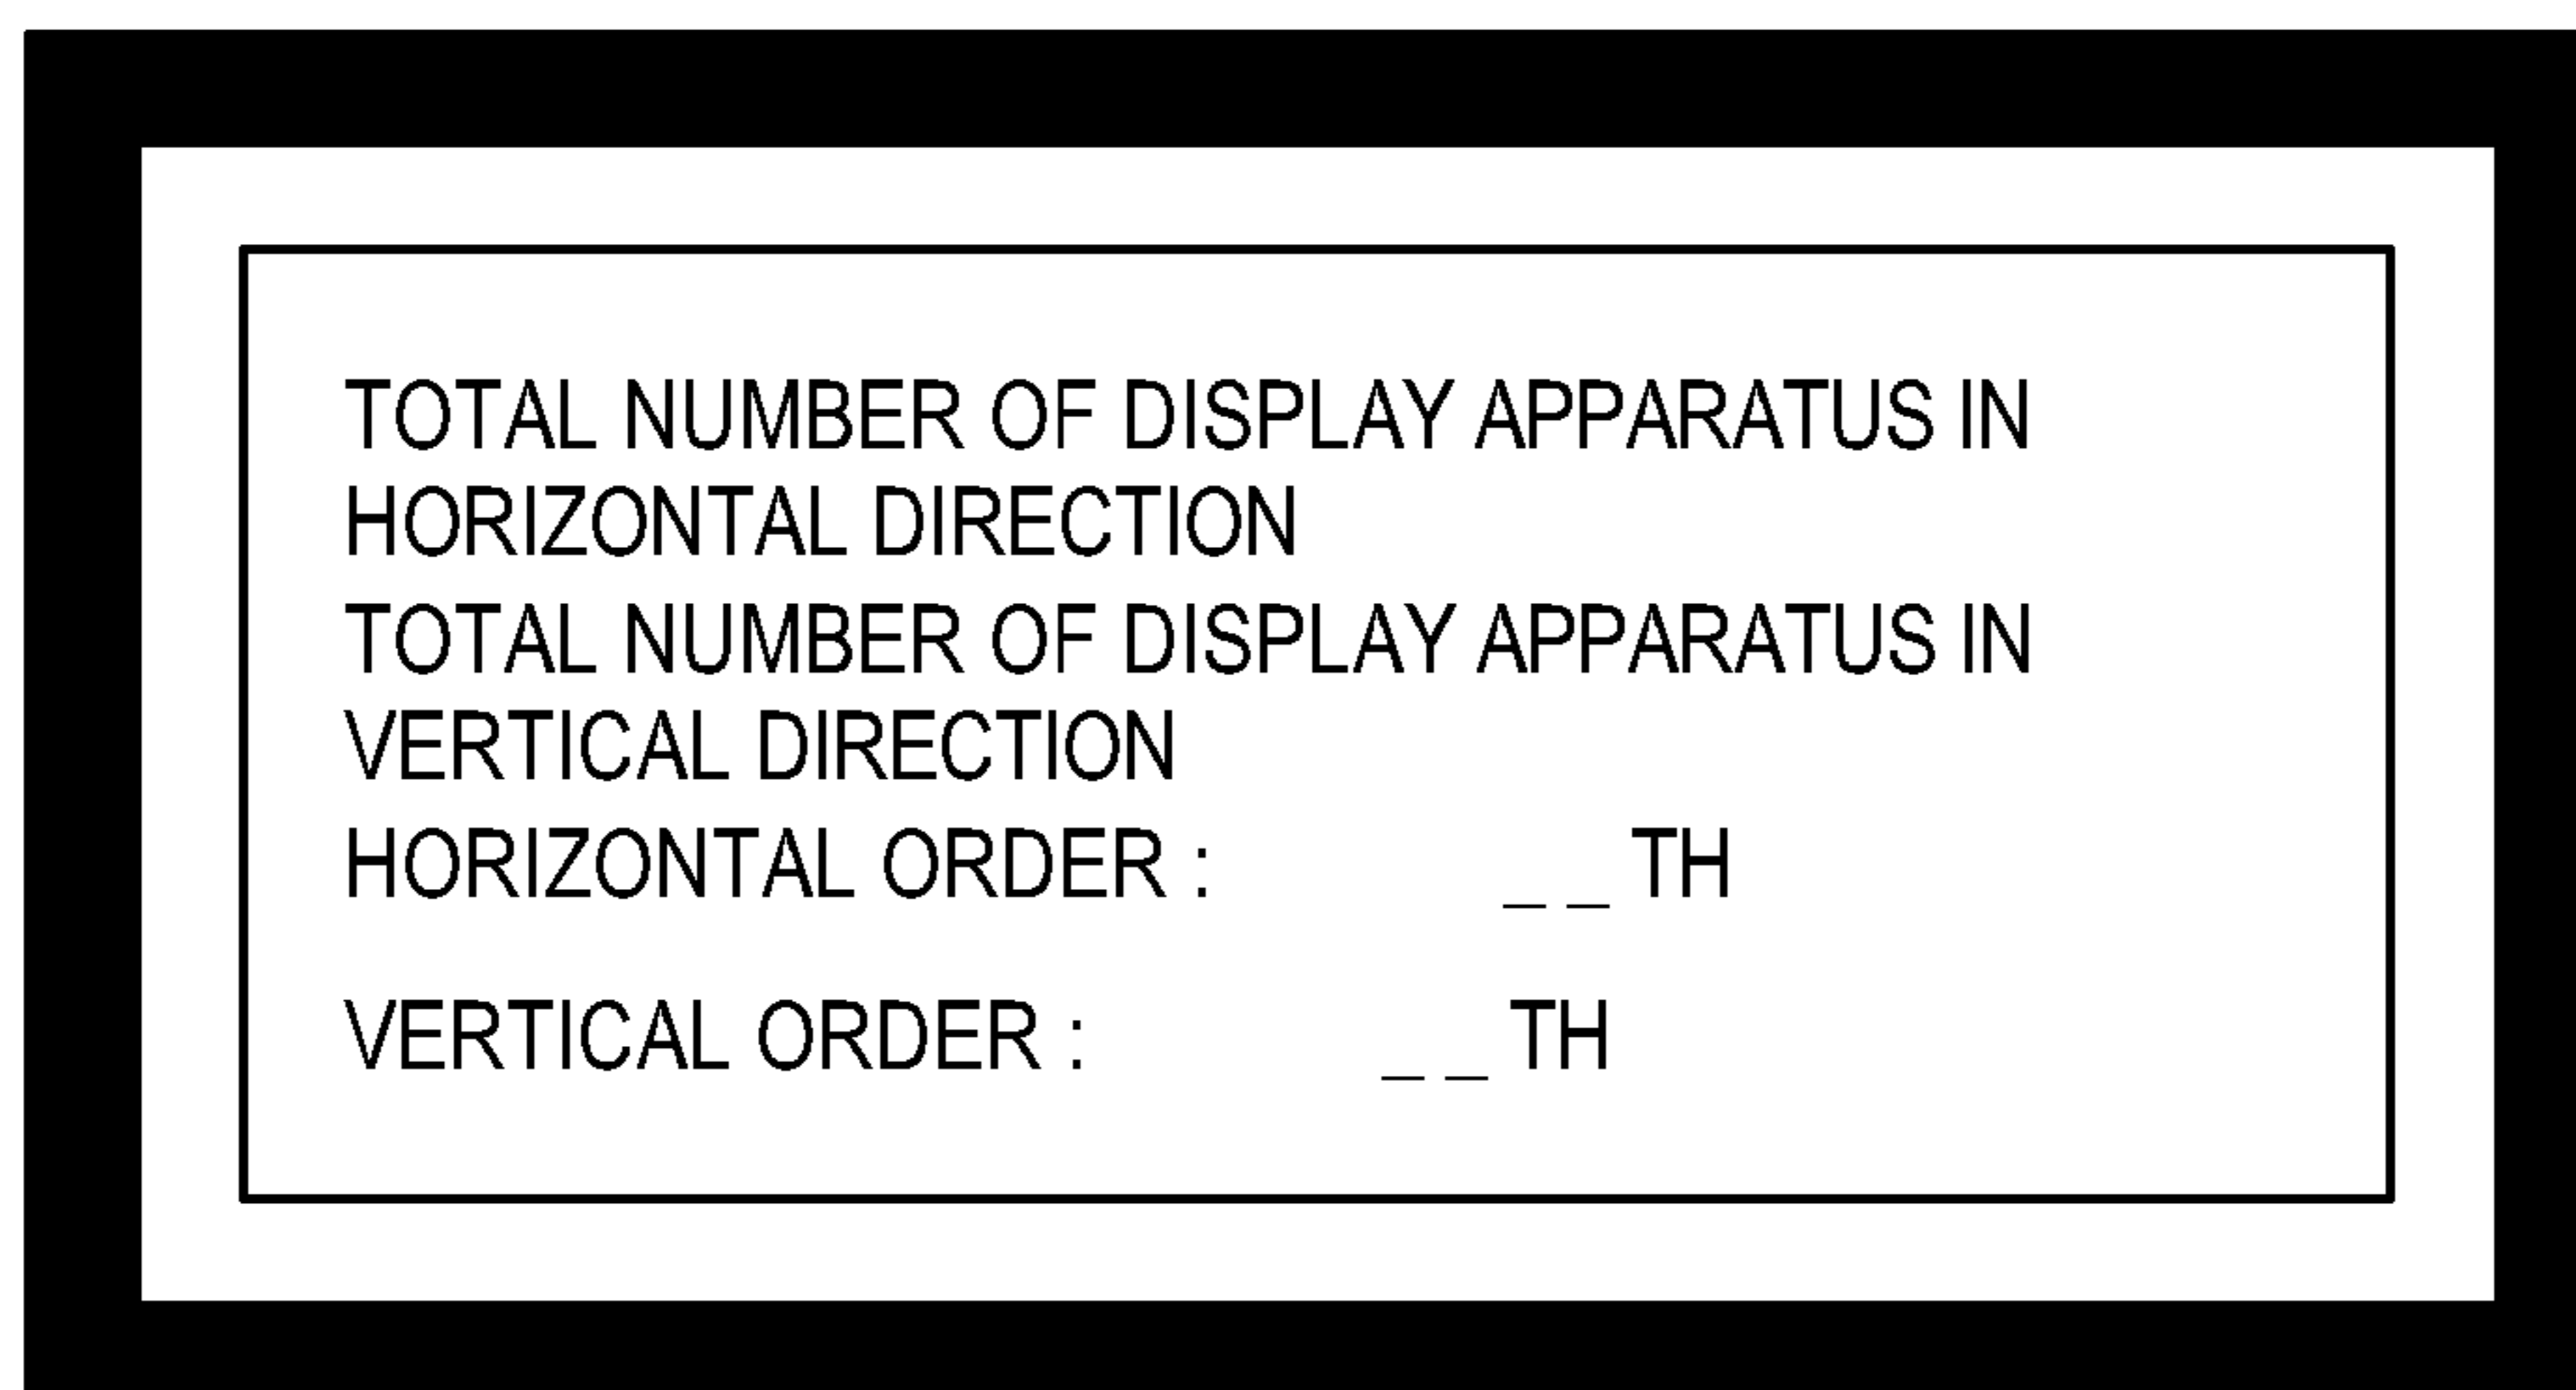 TOTAL NUMBER OF DISPLAY APPARATUS IN
HORIZONTAL DIRECTION
TOTAL NUMBER OF DISPLAY APPARATUS IN
VERTICAL DIRECTION
HORIZONTAL ORDER : _ _ TH
VERTICAL ORDER : _ _ TH